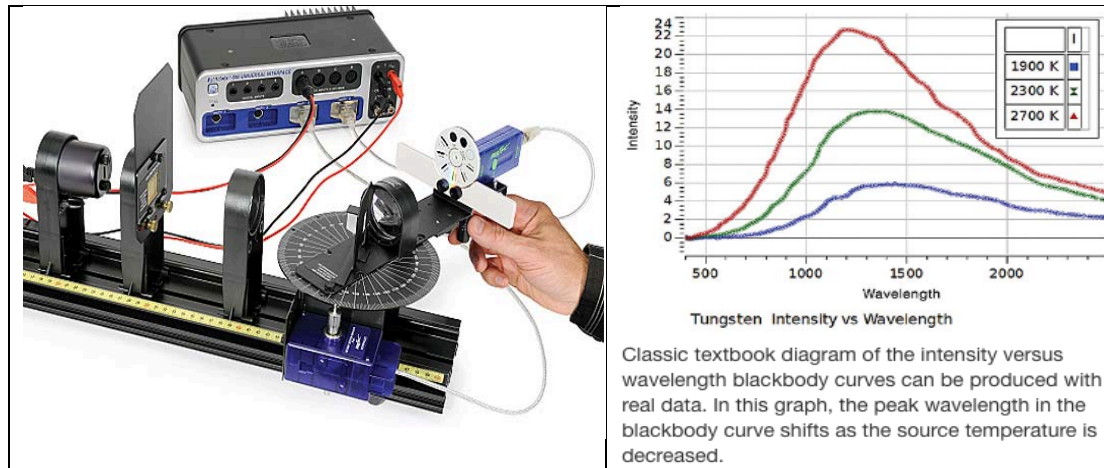 850 UNIVERSAL INTERFACE
24
22
20
18
16
14
12
10
8
6
4
2
0
Intensity
I
1900 K
2300 K
2700 K
500 1000 1500 2000
Wavelength
Tungsten Intensity vs Wavelength
Classic textbook diagram of the intensity versus
wavelength blackbody curves can be produced with
real data. In this graph, the peak wavelength in the
blackbody curve shifts as the source temperature is
decreased.